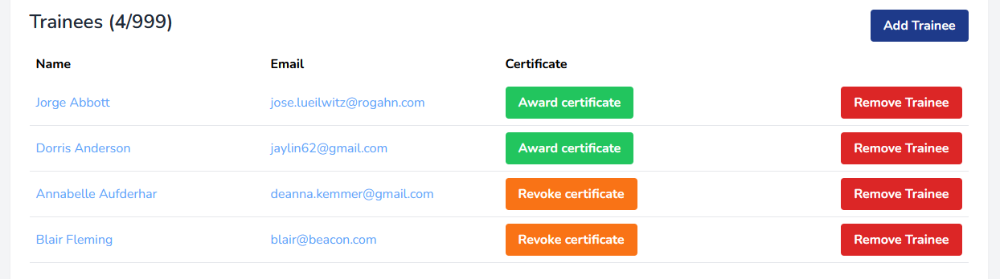 Trainees (4/999)
Add Trainee
Name Email Certificate
Jorge Abbott jose.lueilwitz@rogahn.com Award certificate Remove Trainee
Dorris Anderson jaylin62@gmail.com Award certificate Remove Trainee
Annabelle Aufderhar deanna.kemmer@gmail.com Revoke certificate Remove Trainee
Blair Fleming blair@beacon.com Revoke certificate Remove Trainee